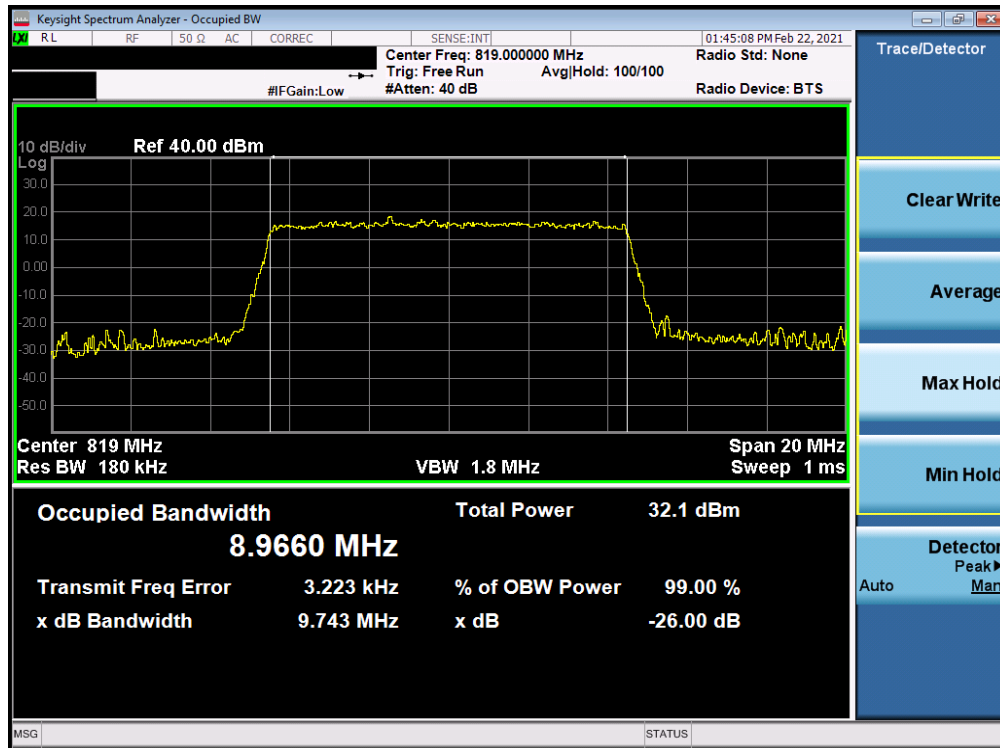 Keysight Spectrum Analyzer - Occupied BW
LXI RL RF 50 Ω AC CORREC SENSE:INT 01:45:08 PM Feb 22, 2021
Center Freq: 819.000000 MHz Radio Std: None
Trig: Free Run Avg|Hold: 100/100
#IFGain:Low #Atten: 40 dB Radio Device: BTS
10 dB/div Ref 40.00 dBm
Log
30.0
20.0
10.0
0.00
-10.0
-20.0
-30.0
-40.0
-50.0
Center 819 MHz Span 20 MHz
Res BW 180 kHz VBW 1.8 MHz Sweep 1 ms
Occupied Bandwidth Total Power 32.1 dBm
8.9660 MHz
Transmit Freq Error 3.223 kHz % of OBW Power 99.00 %
x dB Bandwidth 9.743 MHz x dB -26.00 dB
MSG STATUS
Trace/Detector
Clear Write
Average
Max Hold
Min Hold
Detector
Peak▶
Auto Man